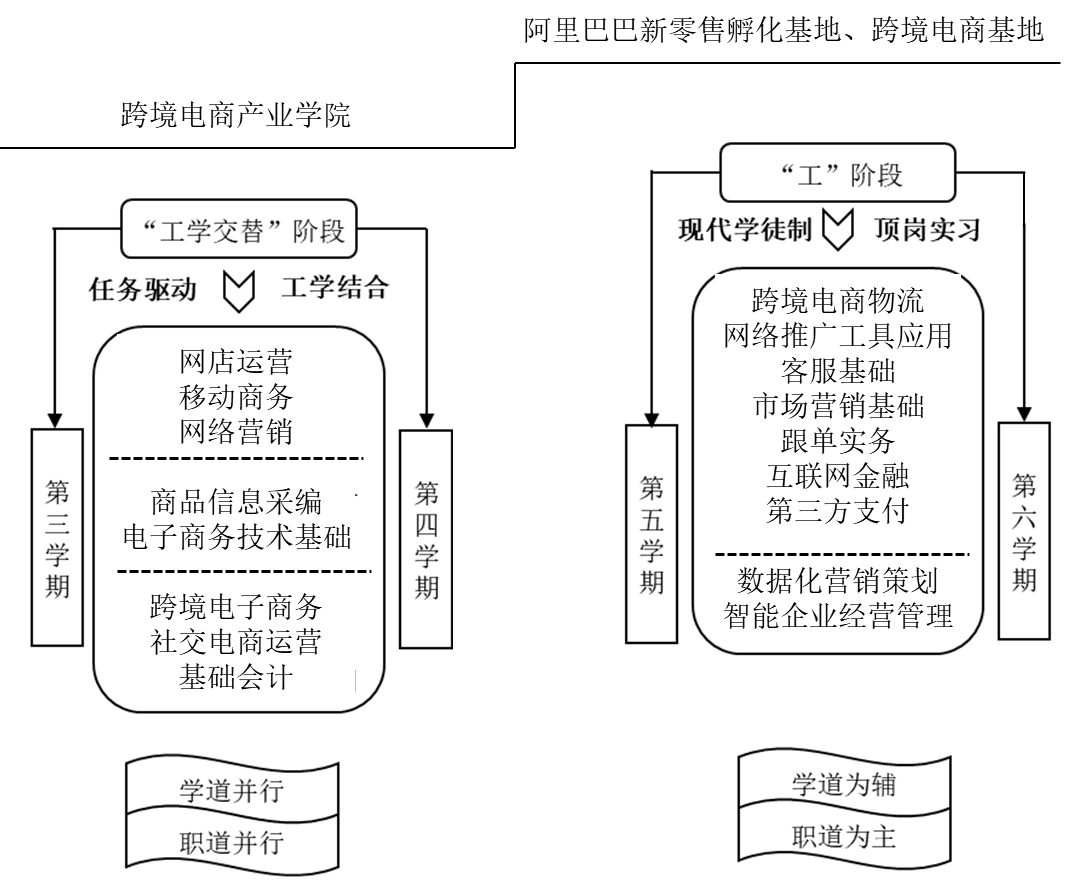 阿里巴巴新零售孵化基地、跨境电商基地
跨境电商产业学院
“工学交替”阶段
任务驱动
工学结合
网店运营
移动商务
网络营销
商品信息采编
电子商务技术基础
跨境电子商务
社交电商运营
基础会计
第三学期
第四学期
学道并行
职道并行
“工”阶段
现代学徒制
顶岗实习
跨境电商物流
网络推广工具应用
客服基础
市场营销基础
跟单实务
互联网金融
第三方支付
数据化营销策划
智能企业经营管理
第五学期
第六学期
学道为辅
职道为主